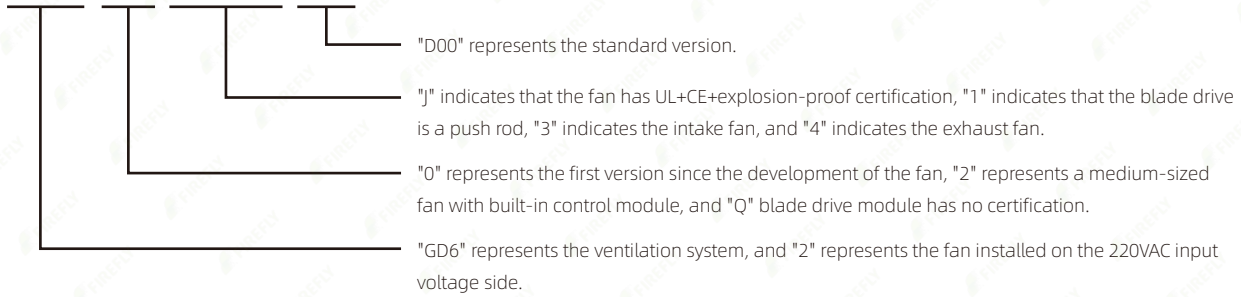 "D00" represents the standard version.
"J" indicates that the fan has UL+CE+explosion-proof certification, "1" indicates that the blade drive
is a push rod, "3" indicates the intake fan, and "4" indicates the exhaust fan.
"0" represents the first version since the development of the fan, "2" represents a medium-sized
fan with built-in control module, and "Q" blade drive module has no certification.
"GD6" represents the ventilation system, and "2" represents the fan installed on the 220VAC input
voltage side.